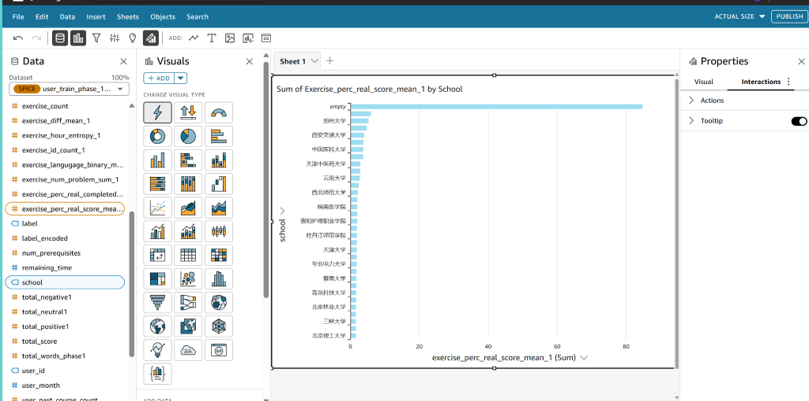 File Edit Data Insert Sheets Objects Search
ACTUAL SIZE
PUBLISH
ADD:
Data
Dataset 100%
SPICE user_train_phase_1...
exercise_count
exercise_diff_mean_1
exercise_hour_entropy_1
exercise_id_count_1
exercise_langugage_binary_m...
exercise_num_problem_sum_1
exercise_perc_real_completed...
exercise_perc_real_score_mea...
label
label_encoded
num_prerequisites
remaining_time
school
total_negative1
total_neutral1
total_positive1
total_score
total_words_phase1
user_id
user_month
user_past_course_count
Visuals
+ ADD
CHANGE VISUAL TYPE
Sheet 1
Sum of Exercise_perc_real_score_mean_1 by School
school
empty
郑州大学
西安交通大学
中国医科大学
天津中医药大学
云南大学
西北师范大学
皖南医学院
贵阳护理职业学院
牡丹江师范学院
天津大学
华北电力大学
暨南大学
青岛科技大学
北京林业大学
三峡大学
北京理工大学
0 20 40 60 80
exercise_perc_real_score_mean_1 (Sum)
Properties
Visual Interactions
Actions
Tooltip